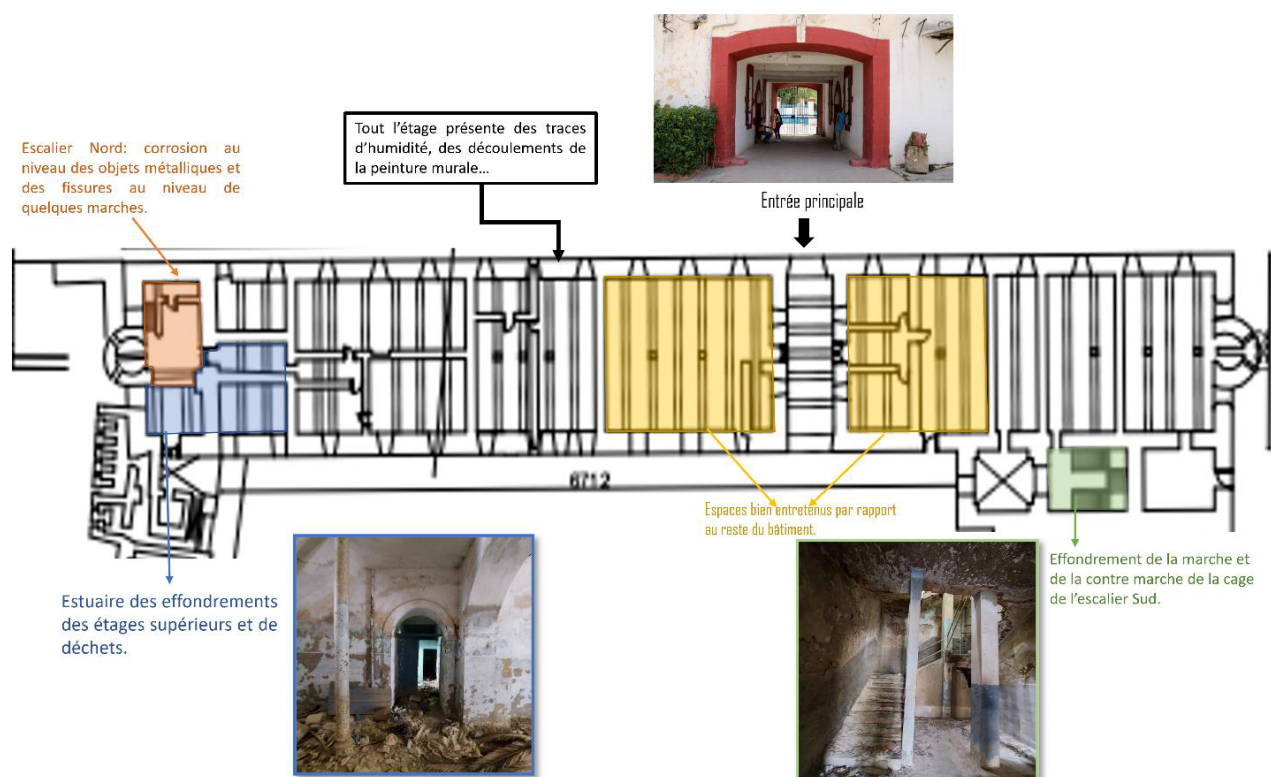 Tout l'étage présente des traces
d'humidité, des découlements de
la peinture murale...
Escalier Nord: corrosion au
niveau des objets métalliques et
des fissures au niveau de
quelques marches.
Entrée principale
6712
Espaces bien entretenus par rapport
au reste du bâtiment.
Estuaire des effondrements
des étages supérieurs et de
déchets.
Effondrement de la marche et
de la contre marche de la cage
de l'escalier Sud.